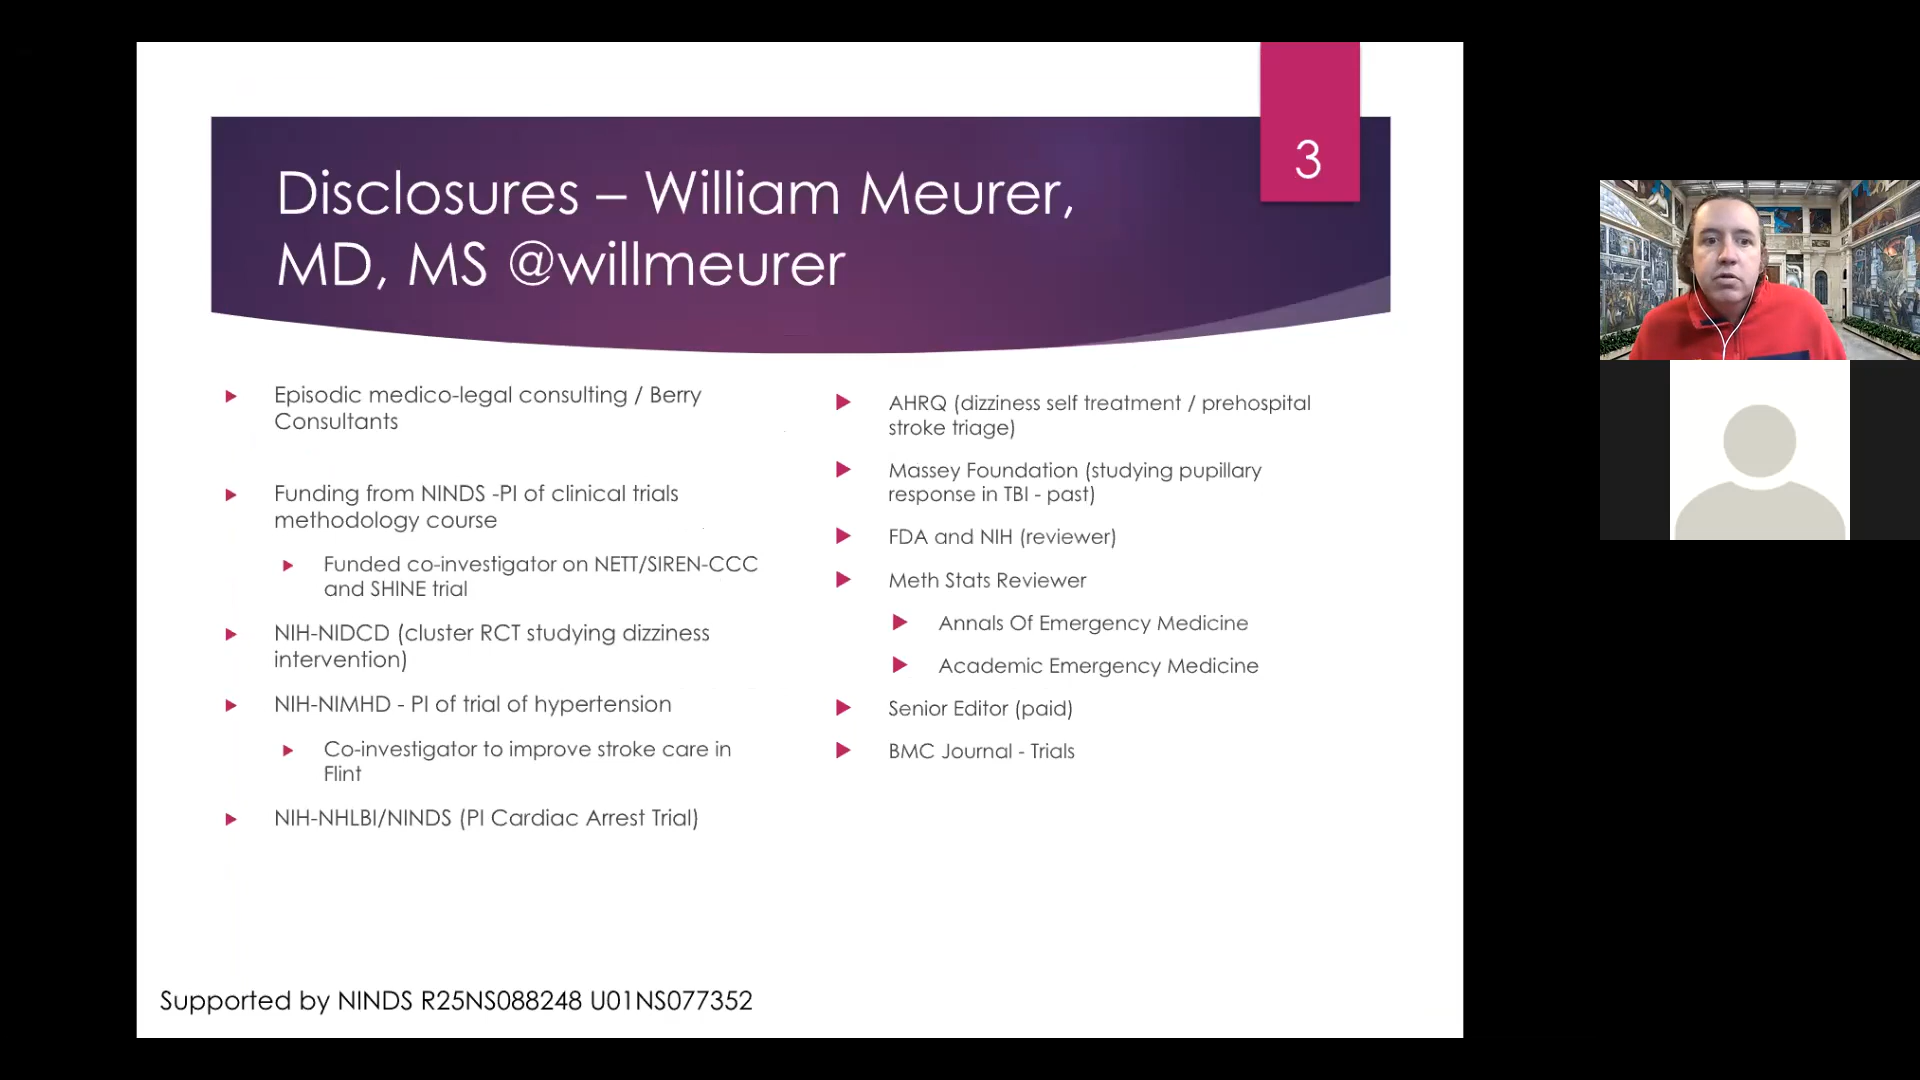 3
Disclosures – William Meurer,
MD, MS @willmeurer
Episodic medico-legal consulting / Berry
Consultants
Funding from NINDS -PI of clinical trials
methodology course
Funded co-investigator on NETT/SIREN-CCC
and SHINE trial
NIH-NIDCD (cluster RCT studying dizziness
intervention)
NIH-NIMHD - PI of trial of hypertension
Co-investigator to improve stroke care in
Flint
NIH-NHLBI/NINDS (PI Cardiac Arrest Trial)
AHRQ (dizziness self treatment / prehospital
stroke triage)
Massey Foundation (studying pupillary
response in TBI - past)
FDA and NIH (reviewer)
Meth Stats Reviewer
Annals Of Emergency Medicine
Academic Emergency Medicine
Senior Editor (paid)
BMC Journal - Trials
Supported by NINDS R25NS088248 U01NS077352